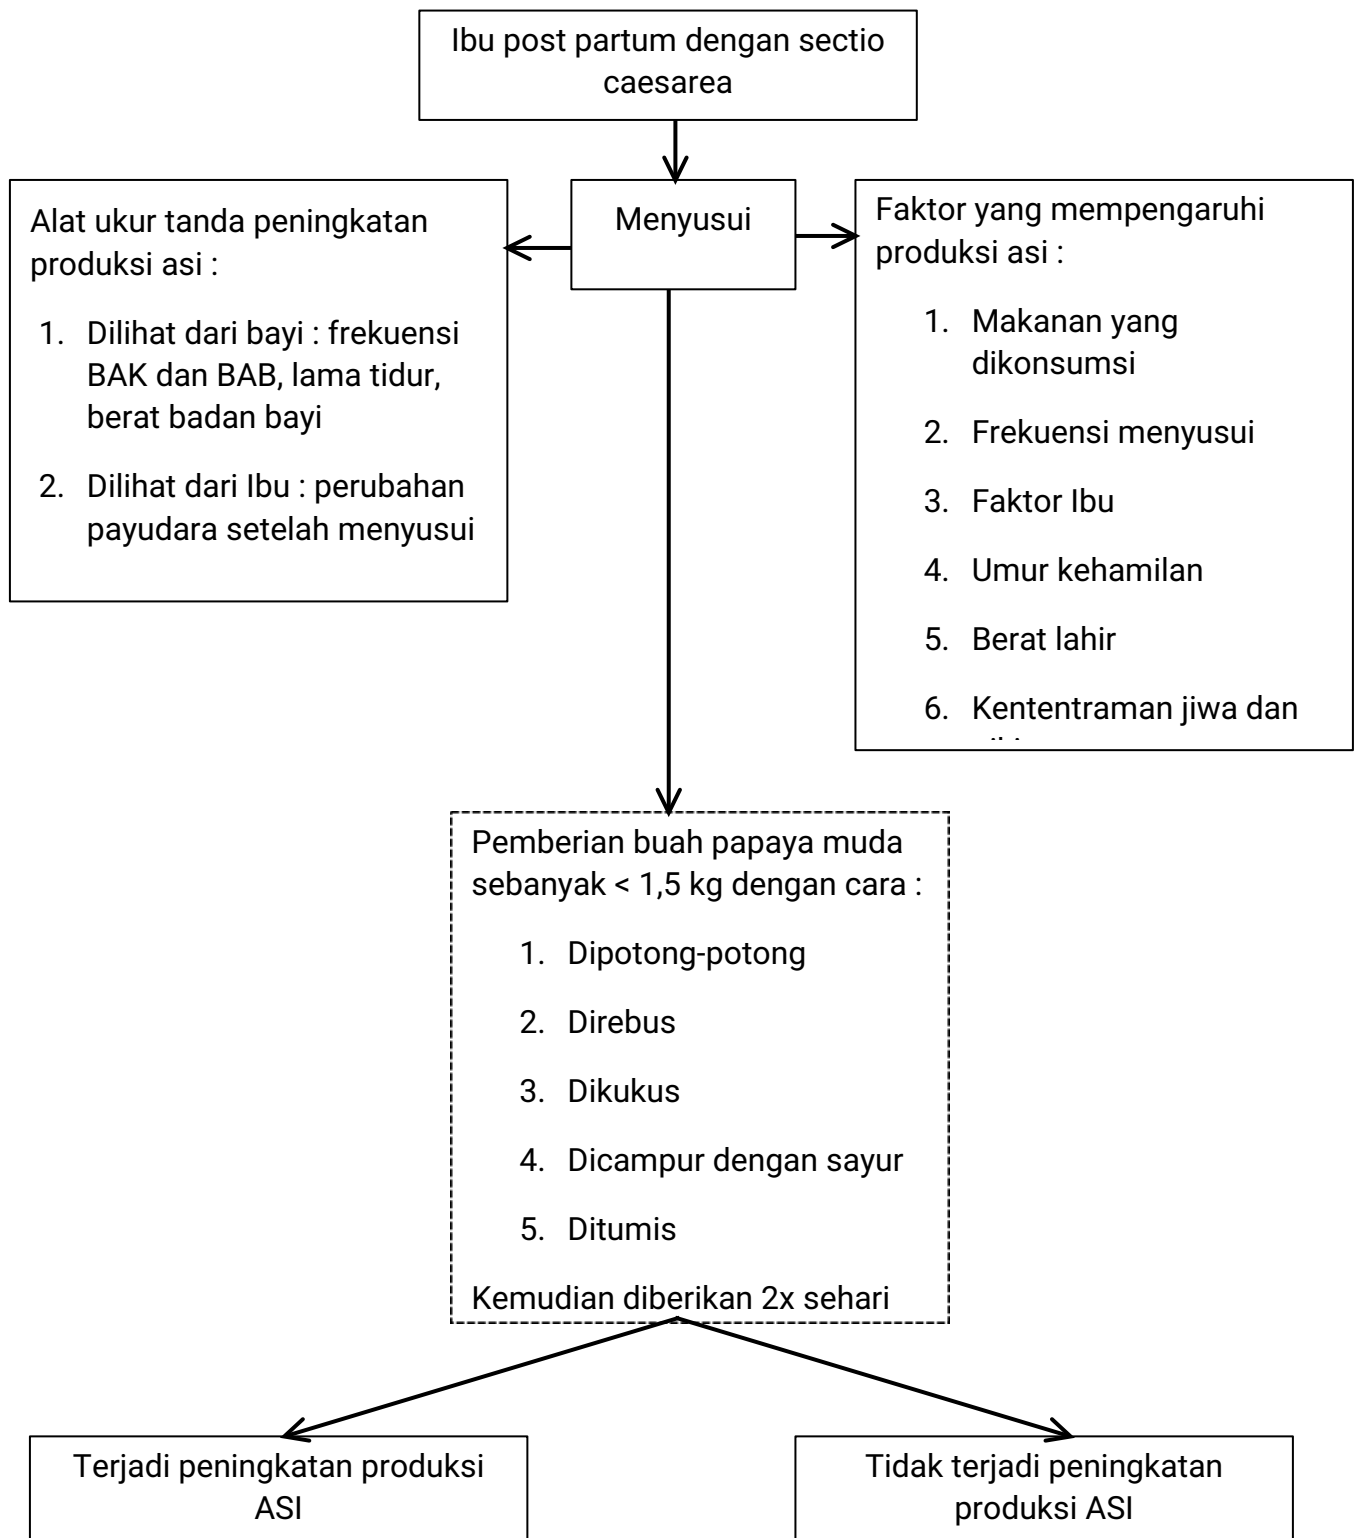 Ibu post partum dengan sectio
caesarea
Menyusui
Alat ukur tanda peningkatan
produksi asi :
1. Dilihat dari bayi : frekuensi
BAK dan BAB, lama tidur,
berat badan bayi
2. Dilihat dari Ibu : perubahan
payudara setelah menyusui
Faktor yang mempengaruhi
produksi asi :
1. Makanan yang
dikonsumsi
2. Frekuensi menyusui
3. Faktor Ibu
4. Umur kehamilan
5. Berat lahir
6. Kententraman jiwa dan
Pemberian buah papaya muda
sebanyak < 1,5 kg dengan cara :
1. Dipotong-potong
2. Direbus
3. Dikukus
4. Dicampur dengan sayur
5. Ditumis
Kemudian diberikan 2x sehari
Terjadi peningkatan produksi
ASI
Tidak terjadi peningkatan
produksi ASI